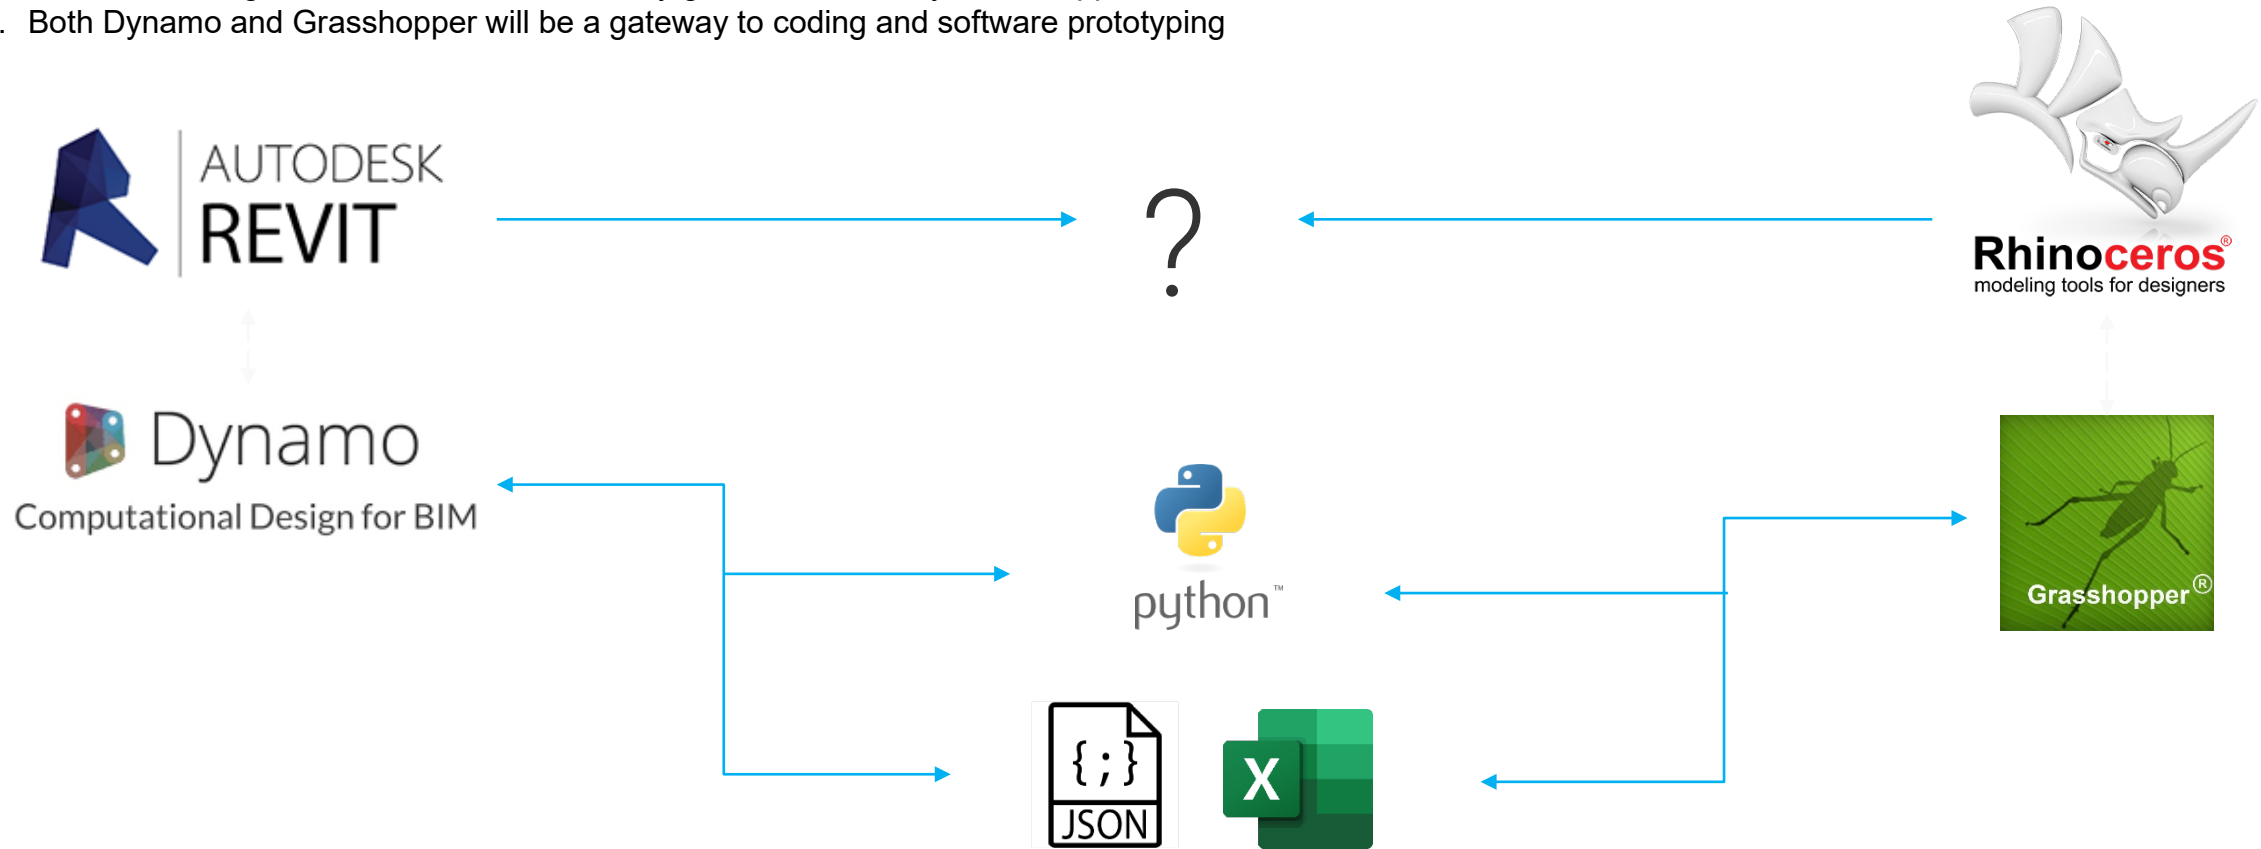 . Both Dynamo and Grasshopper will be a gateway to coding and software prototyping
AUTODESK
REVIT
?
Rhinoceros®
modeling tools for designers
Dynamo
Computational Design for BIM
python™
Grasshopper®
{;}
JSON
X